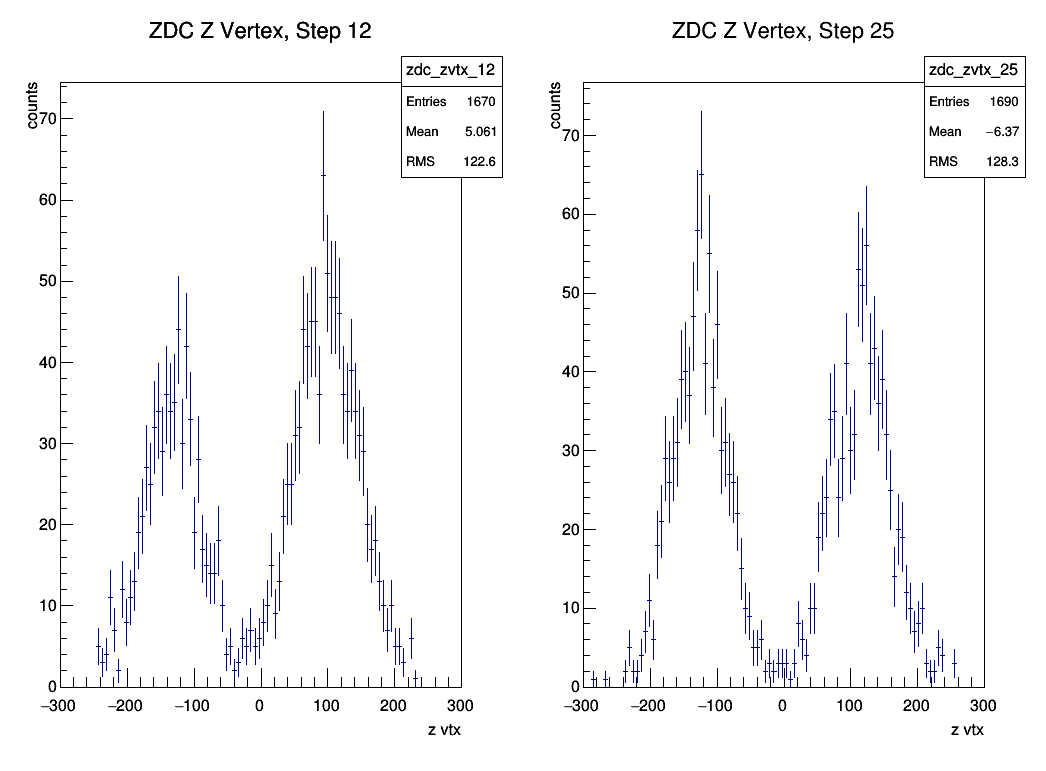 ZDC Z Vertex, Step 12
zdc_zvtx_12
Entries 1670
Mean 5.061
RMS 122.6
counts
70
60
50
40
30
20
10
0
−300 −200 −100 0 100 200 300
z vtx
ZDC Z Vertex, Step 25
zdc_zvtx_25
Entries 1690
Mean −6.37
RMS 128.3
counts
70
60
50
40
30
20
10
0
−300 −200 −100 0 100 200 300
z vtx